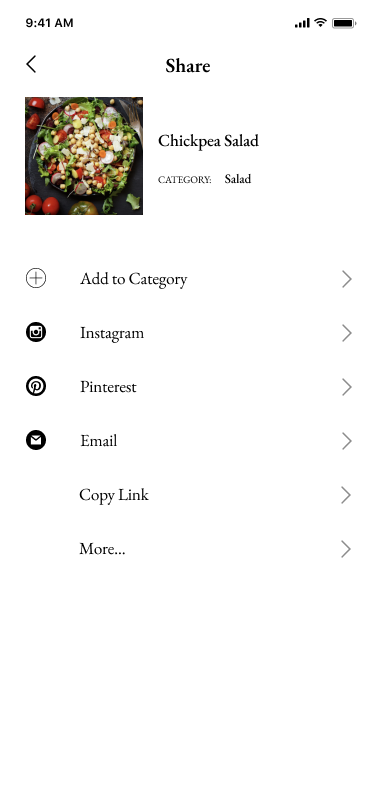 9:41 AM
Share
Chickpea Salad
CATEGORY: Salad
Add to Category
Instagram
Pinterest
Email
Copy Link
More...